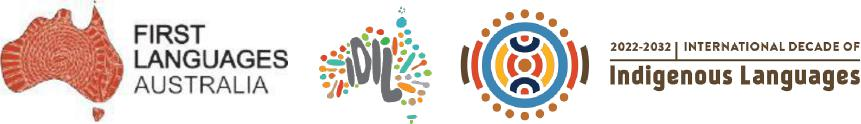 FIRST
LANGUAGES
AUSTRALIA
IDIL
2022-2032 | INTERNATIONAL DECADE OF
Indigenous Languages